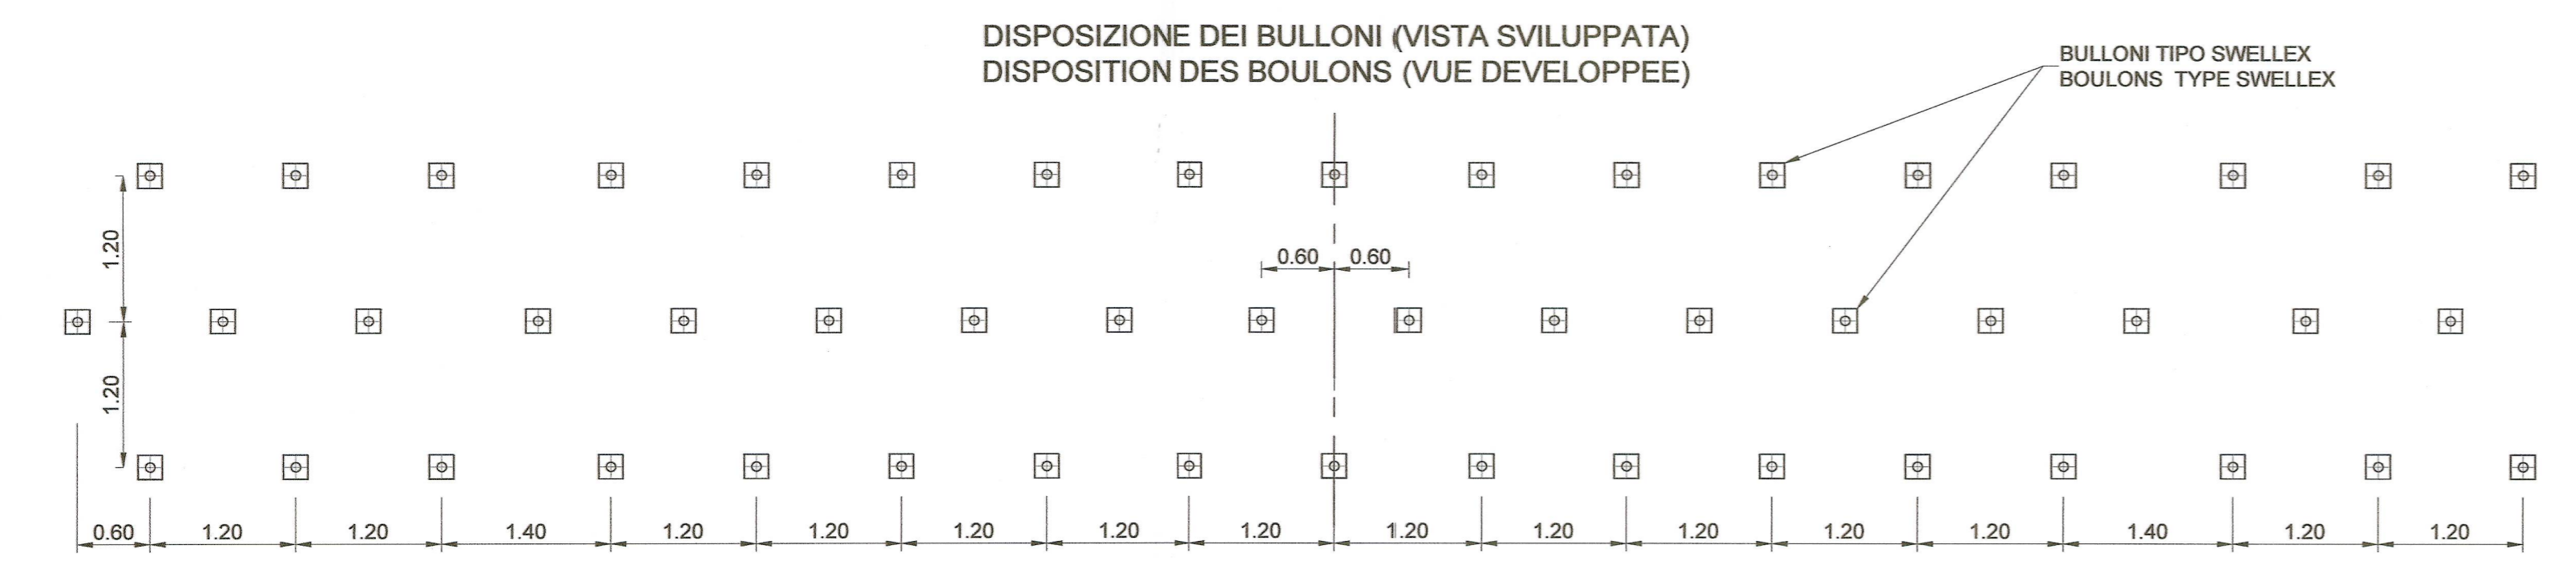 DISPOSIZIONE DEI BULLONI (VISTA SVILUPPATA)
DISPOSITION DES BOULONS (VUE DEVELOPPEE)
BULLONI TIPO SWELLEX
BOULONS TYPE SWELLEX
1.20
0.60 0.60
1.20
0.60 1.20 1.20 1.40 1.20 1.20 1.20 1.20 1.20 1.20 1.20 1.20 1.20 1.20 1.40 1.20 1.20